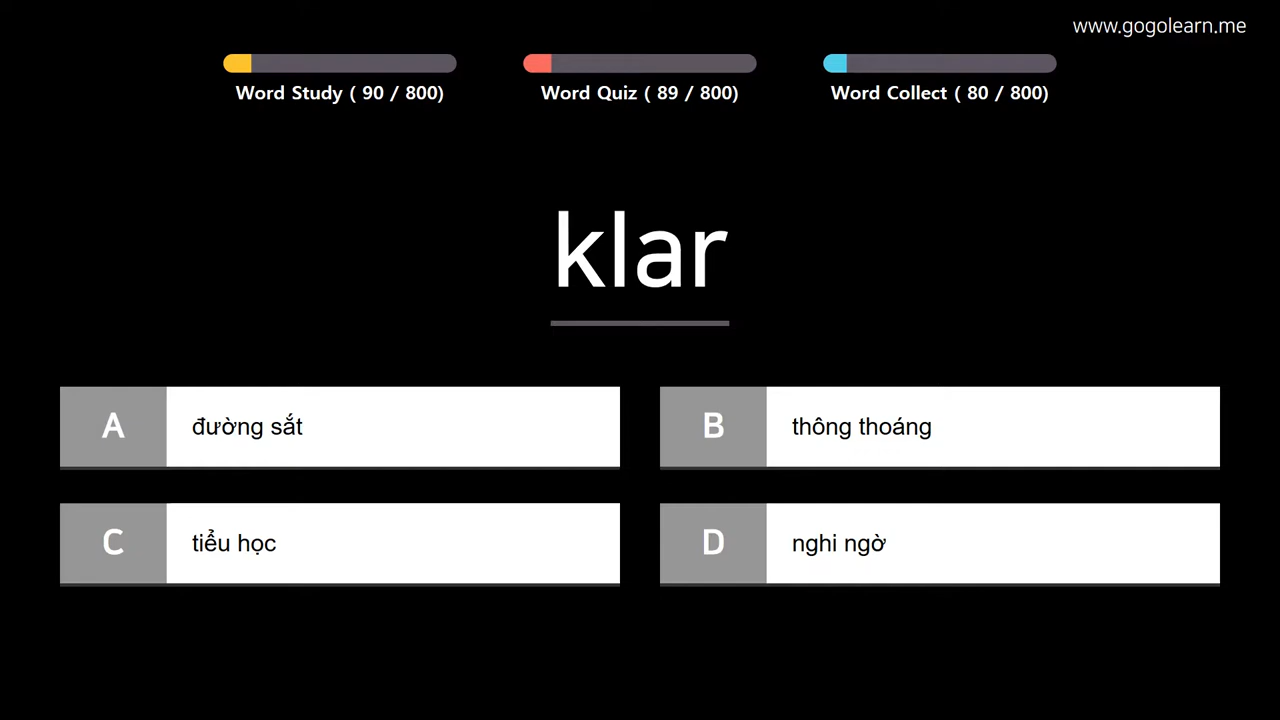 www.gogolearn.me
Word Study ( 90 / 800)
Word Quiz ( 89 / 800)
Word Collect ( 80 / 800)
klar
A đường sắt
B thông thoáng
C tiểu học
D nghi ngờ